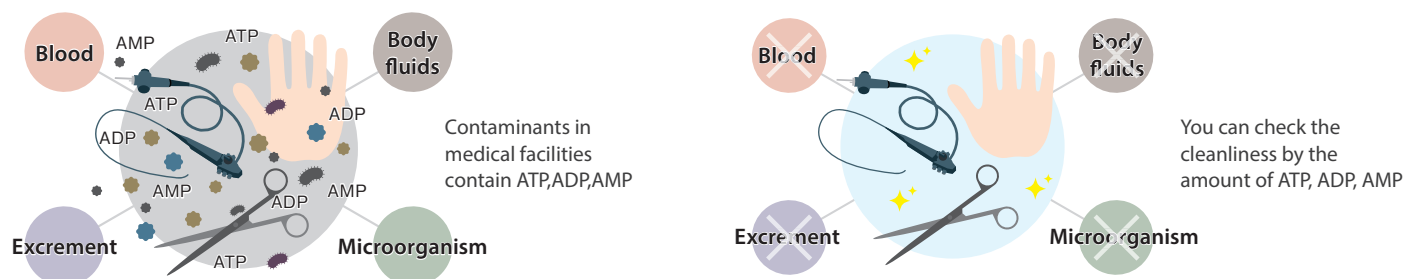 Blood
AMP
ATP
Body
fluids
ATP
ADP
ADP
AMP
ADP
AMP
Excrement
Microorganism
ATP
Contaminants in
medical facilities
contain ATP,ADP,AMP
Blood
Body
fluids
Excrement
Microorganism
You can check the
cleanliness by the
amount of ATP, ADP, AMP